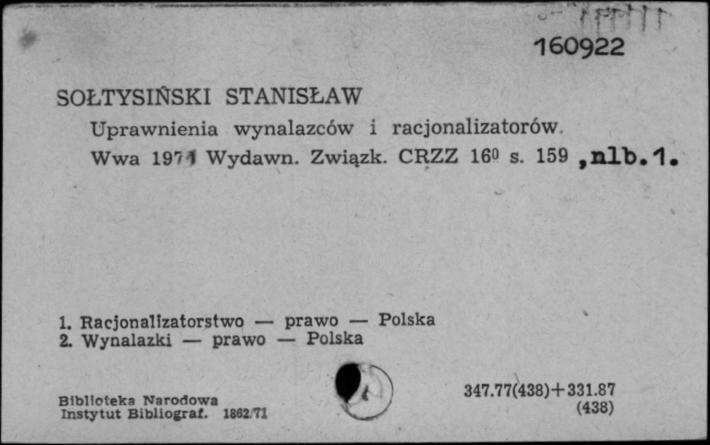 160922
SOŁTYSIŃSKI STANISŁAW
Uprawnienia wynalazców i racjonalizatorów.
Wwa 1971 Wydawn. Związk. CRZZ 16⁰ s. 159 ,nlb.1.
1. Racjonalizatorstwo — prawo — Polska
2. Wynalazki — prawo — Polska
Biblioteka Narodowa
Instytut Bibliograf. 1862/71
347.77(438)+331.87
(438)